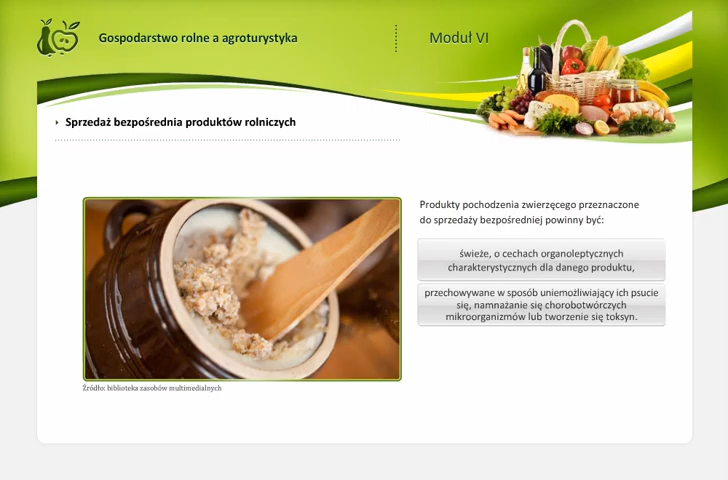 Gospodarstwo rolne a agroturystyka
Moduł VI
Sprzedaż bezpośrednia produktów rolniczych
Produkty pochodzenia zwierzęcego przeznaczone
do sprzedaży bezpośredniej powinny być:
świeże, o cechach organoleptycznych
charakterystycznych dla danego produktu,
przechowywane w sposób uniemożliwiający ich psucie
się, namnażanie się chorobotwórczych
mikroorganizmów lub tworzenie się toksyn.
Źródło: biblioteka zasobów multimedialnych